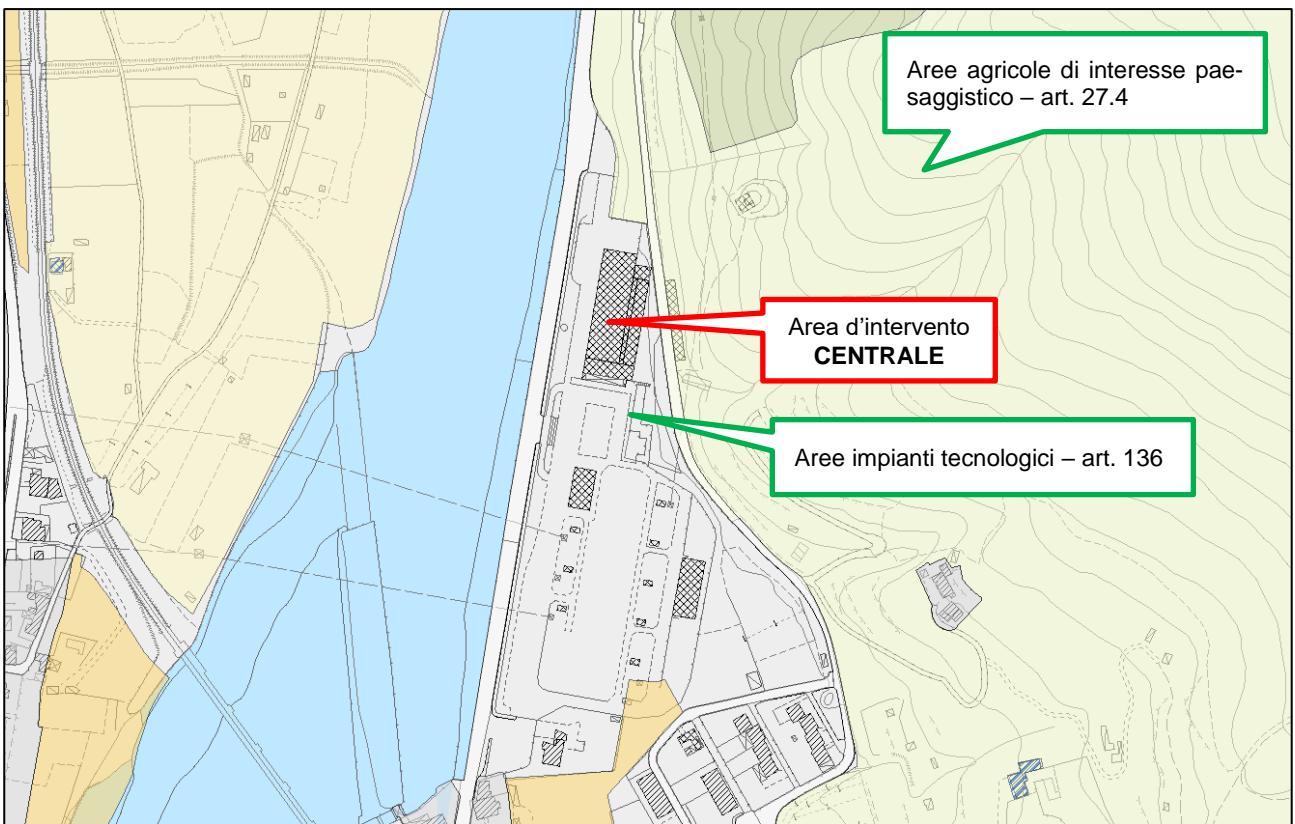 Aree agricole di interesse pae-
saggistico – art. 27.4
Area d'intervento
CENTRALE
Aree impianti tecnologici – art. 136